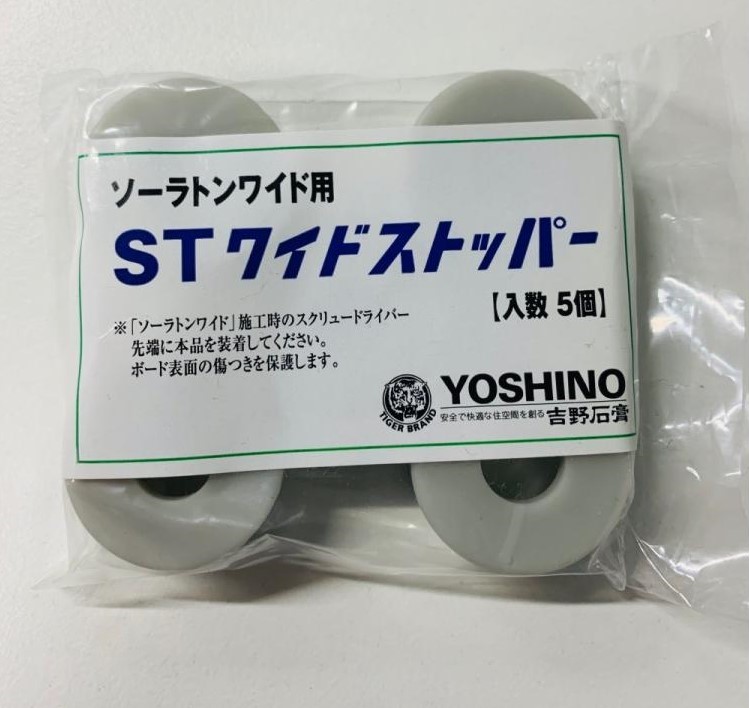 ソーラトンワイド用
STワイドストッパー
【入数 5個】
※「ソーラトンワイド」施工時のスクリュードライバー
先端に本品を装着してください。
ボード表面の傷つきを保護します。
TIGER BRAND
YOSHINO
安全で快適な住空間を創る 吉野石膏